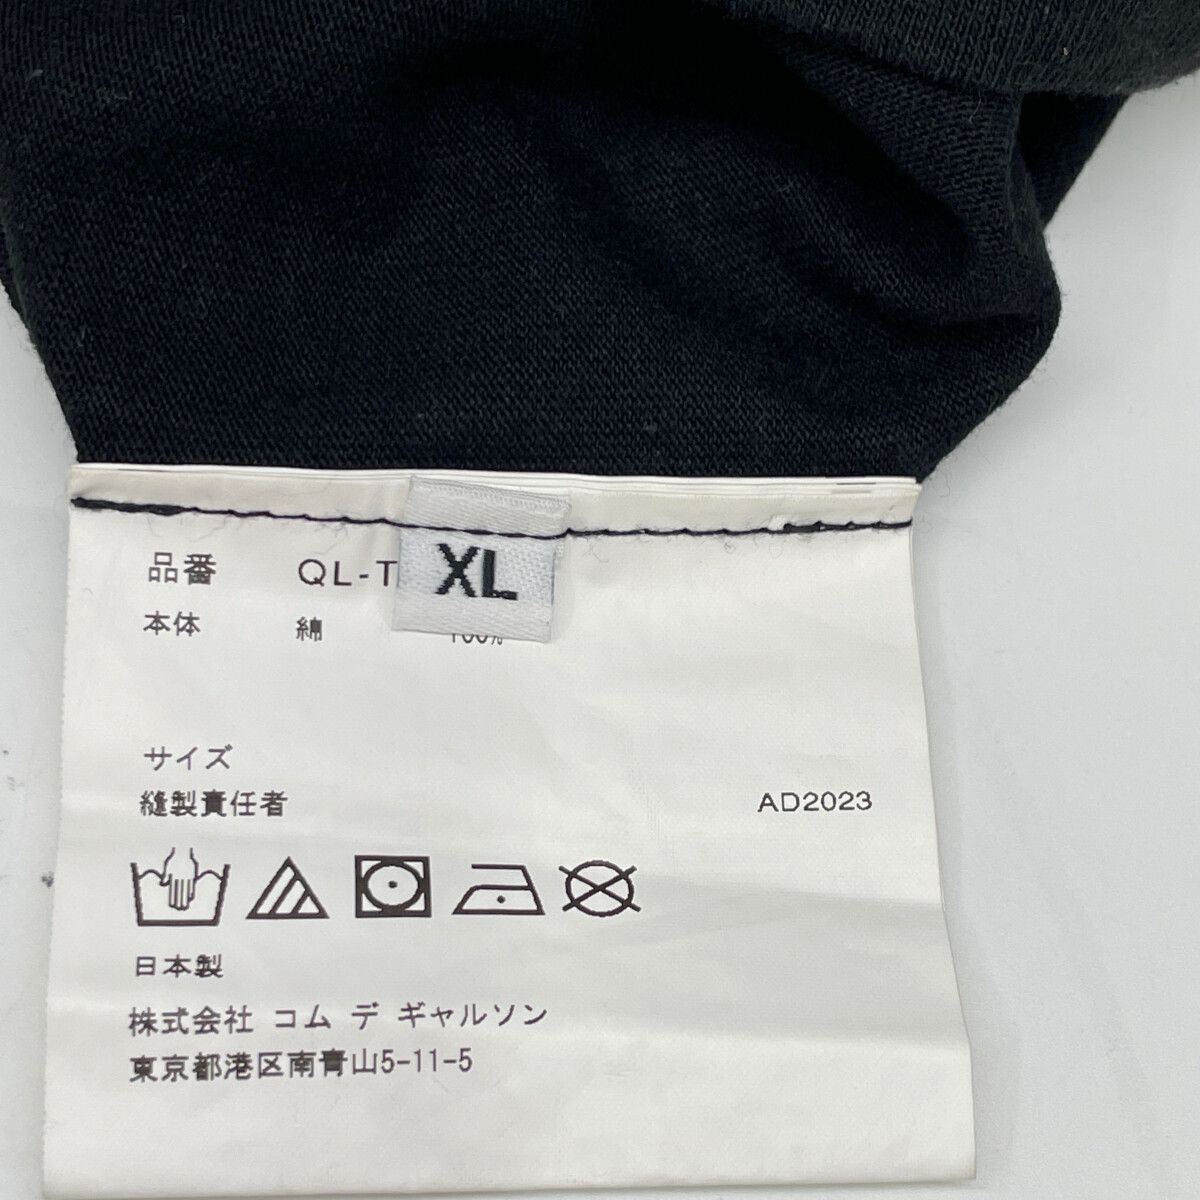 品番 QL-T
XL
本体 綿 100%
サイズ
縫製責任者 AD2023
日本製
株式会社 コム デ ギャルソン
東京都港区南青山5-11-5